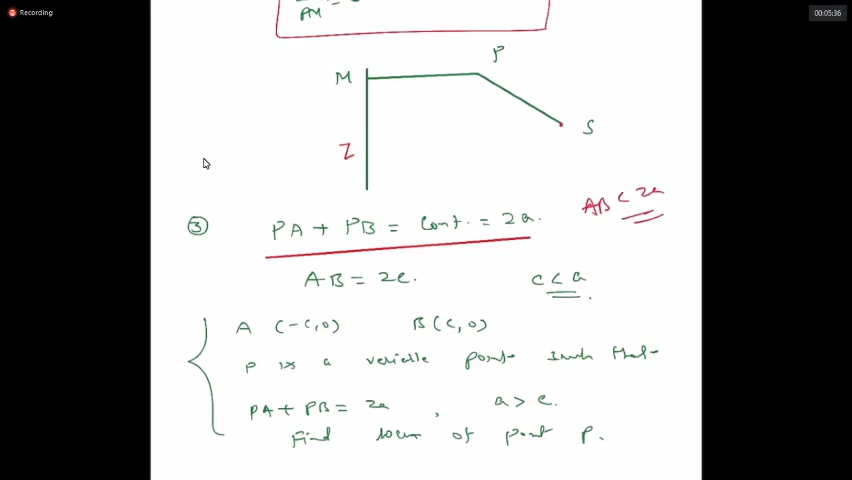 Recording
00:05:36
PM =
M P
S
Z
③ PA + PB = Cont. = 2a. AB < 2a
AB = 2c. c < a.
A (-c,0) B(c,0)
P is a variable point such that-
PA + PB = 2a , a > c.
Find locus of point P.